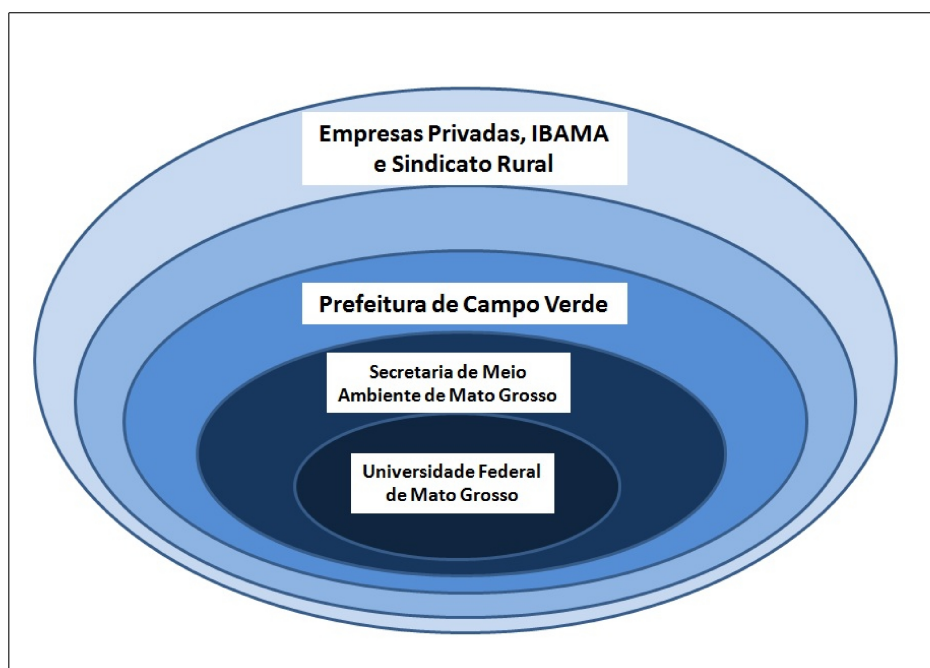 Empresas Privadas, IBAMA
e Sindicato Rural
Prefeitura de Campo Verde
Secretaria de Meio
Ambiente de Mato Grosso
Universidade Federal
de Mato Grosso